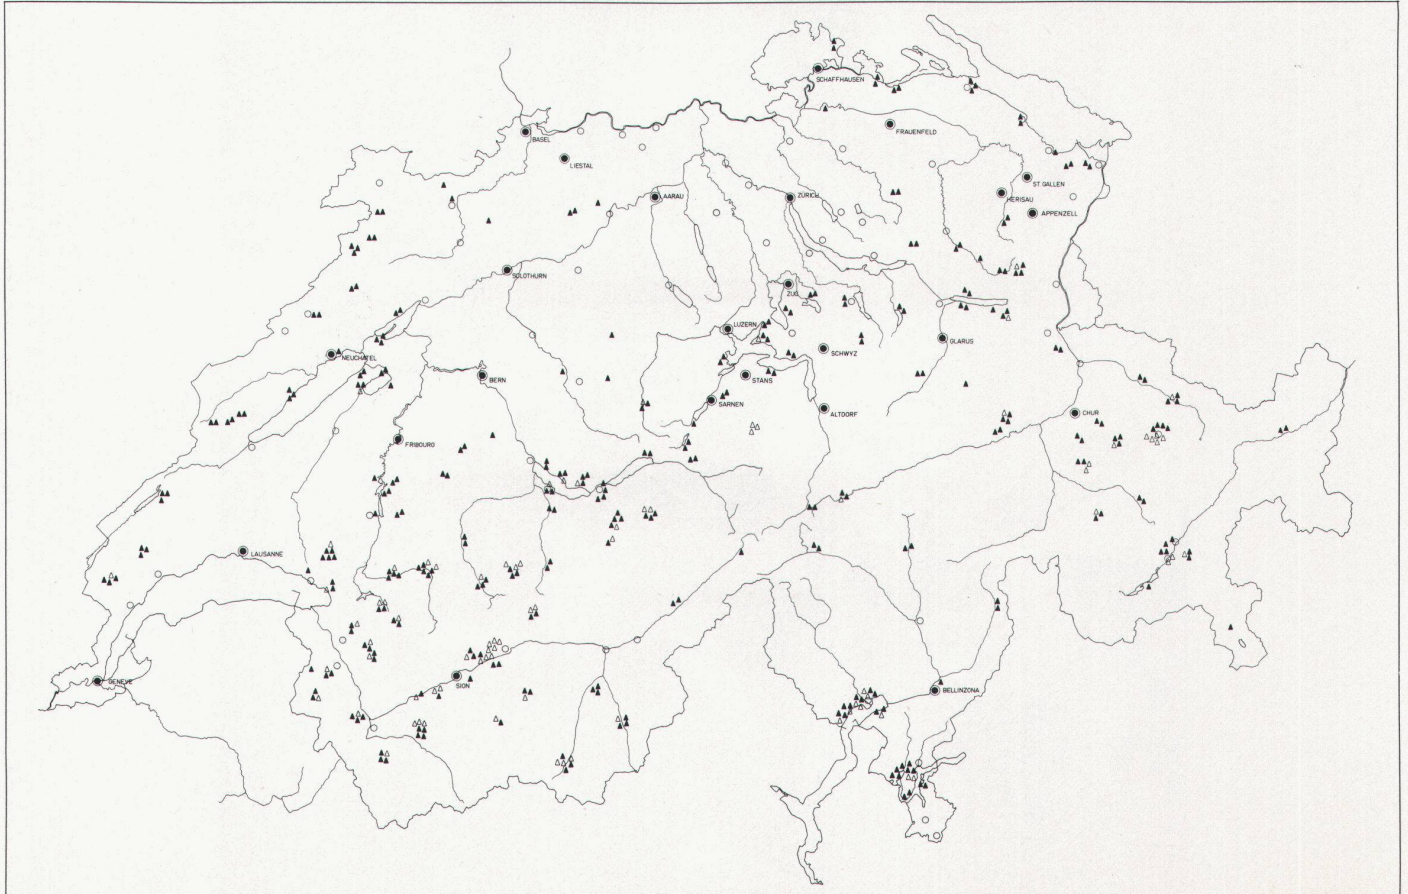 SCHAFFHAUSEN
FRAUENFELD
BASEL
LIESTAL
ST. GALLEN
HERISAU
APPENZELL
AARAU
ZÜRICH
SOLOTHURN
ZUG
LUZERN
SCHWYZ
GLARUS
NEUCHATEL
BERN
STANS
SARNEN
ALTDORF
CHUR
FRIBOURG
LAUSANNE
GENEVE
SION
BELLINZONA